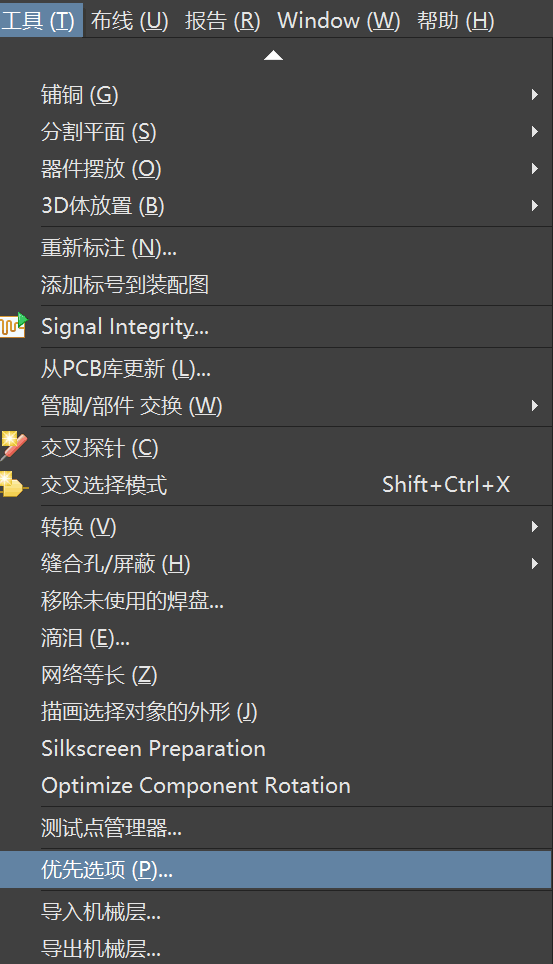 工具 (T) 布线 (U) 报告 (R) Window (W) 帮助 (H)
铺铜 (G)
分割平面 (S)
器件摆放 (O)
3D体放置 (B)
重新标注 (N)...
添加标号到装配图
Signal Integrity...
从PCB库更新 (L)...
管脚/部件 交换 (W)
交叉探针 (C)
交叉选择模式 Shift+Ctrl+X
转换 (V)
缝合孔/屏蔽 (H)
移除未使用的焊盘...
滴泪 (E)...
网络等长 (Z)
描画选择对象的外形 (J)
Silkscreen Preparation
Optimize Component Rotation
测试点管理器...
优先选项 (P)...
导入机械层...
导出机械层...